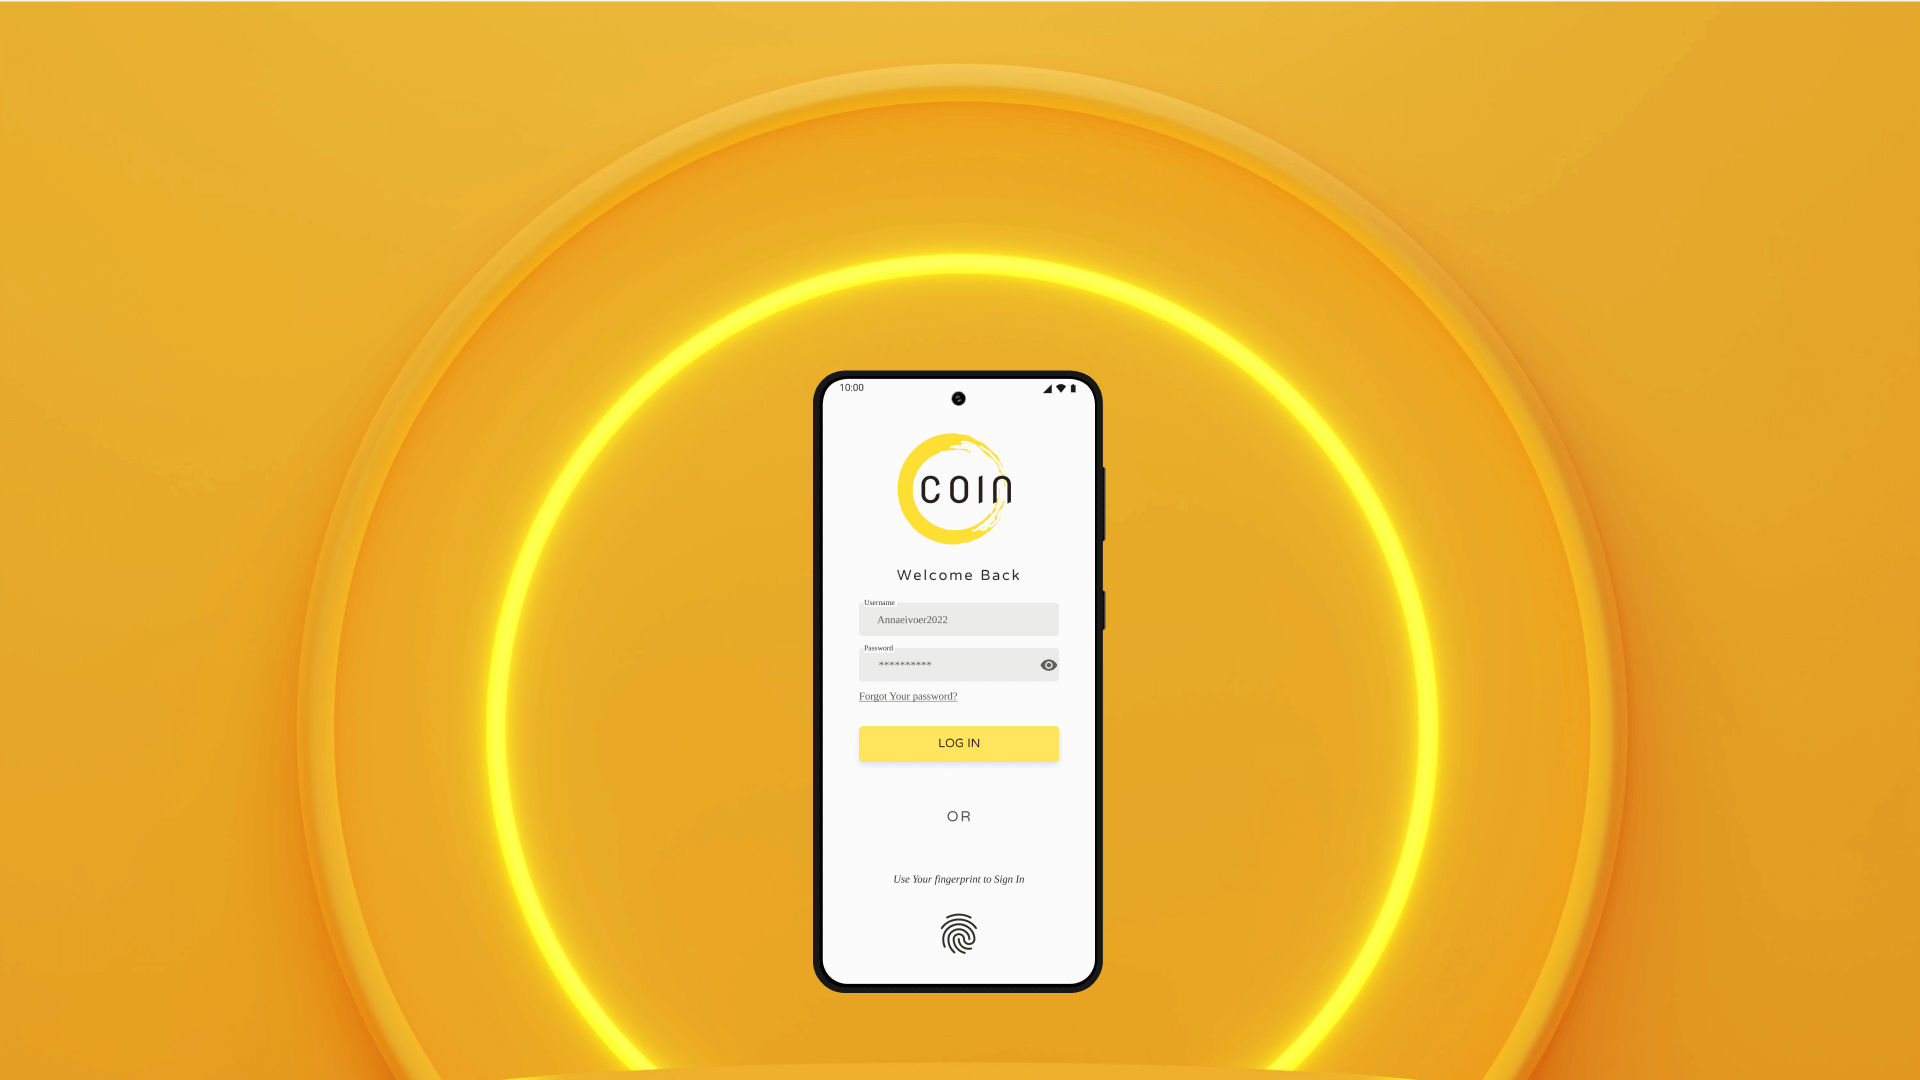 10:00
COIN
Welcome Back
Username
Annaeivoer2022
Password
**********
Forgot Your password?
LOG IN
OR
Use Your fingerprint to Sign In